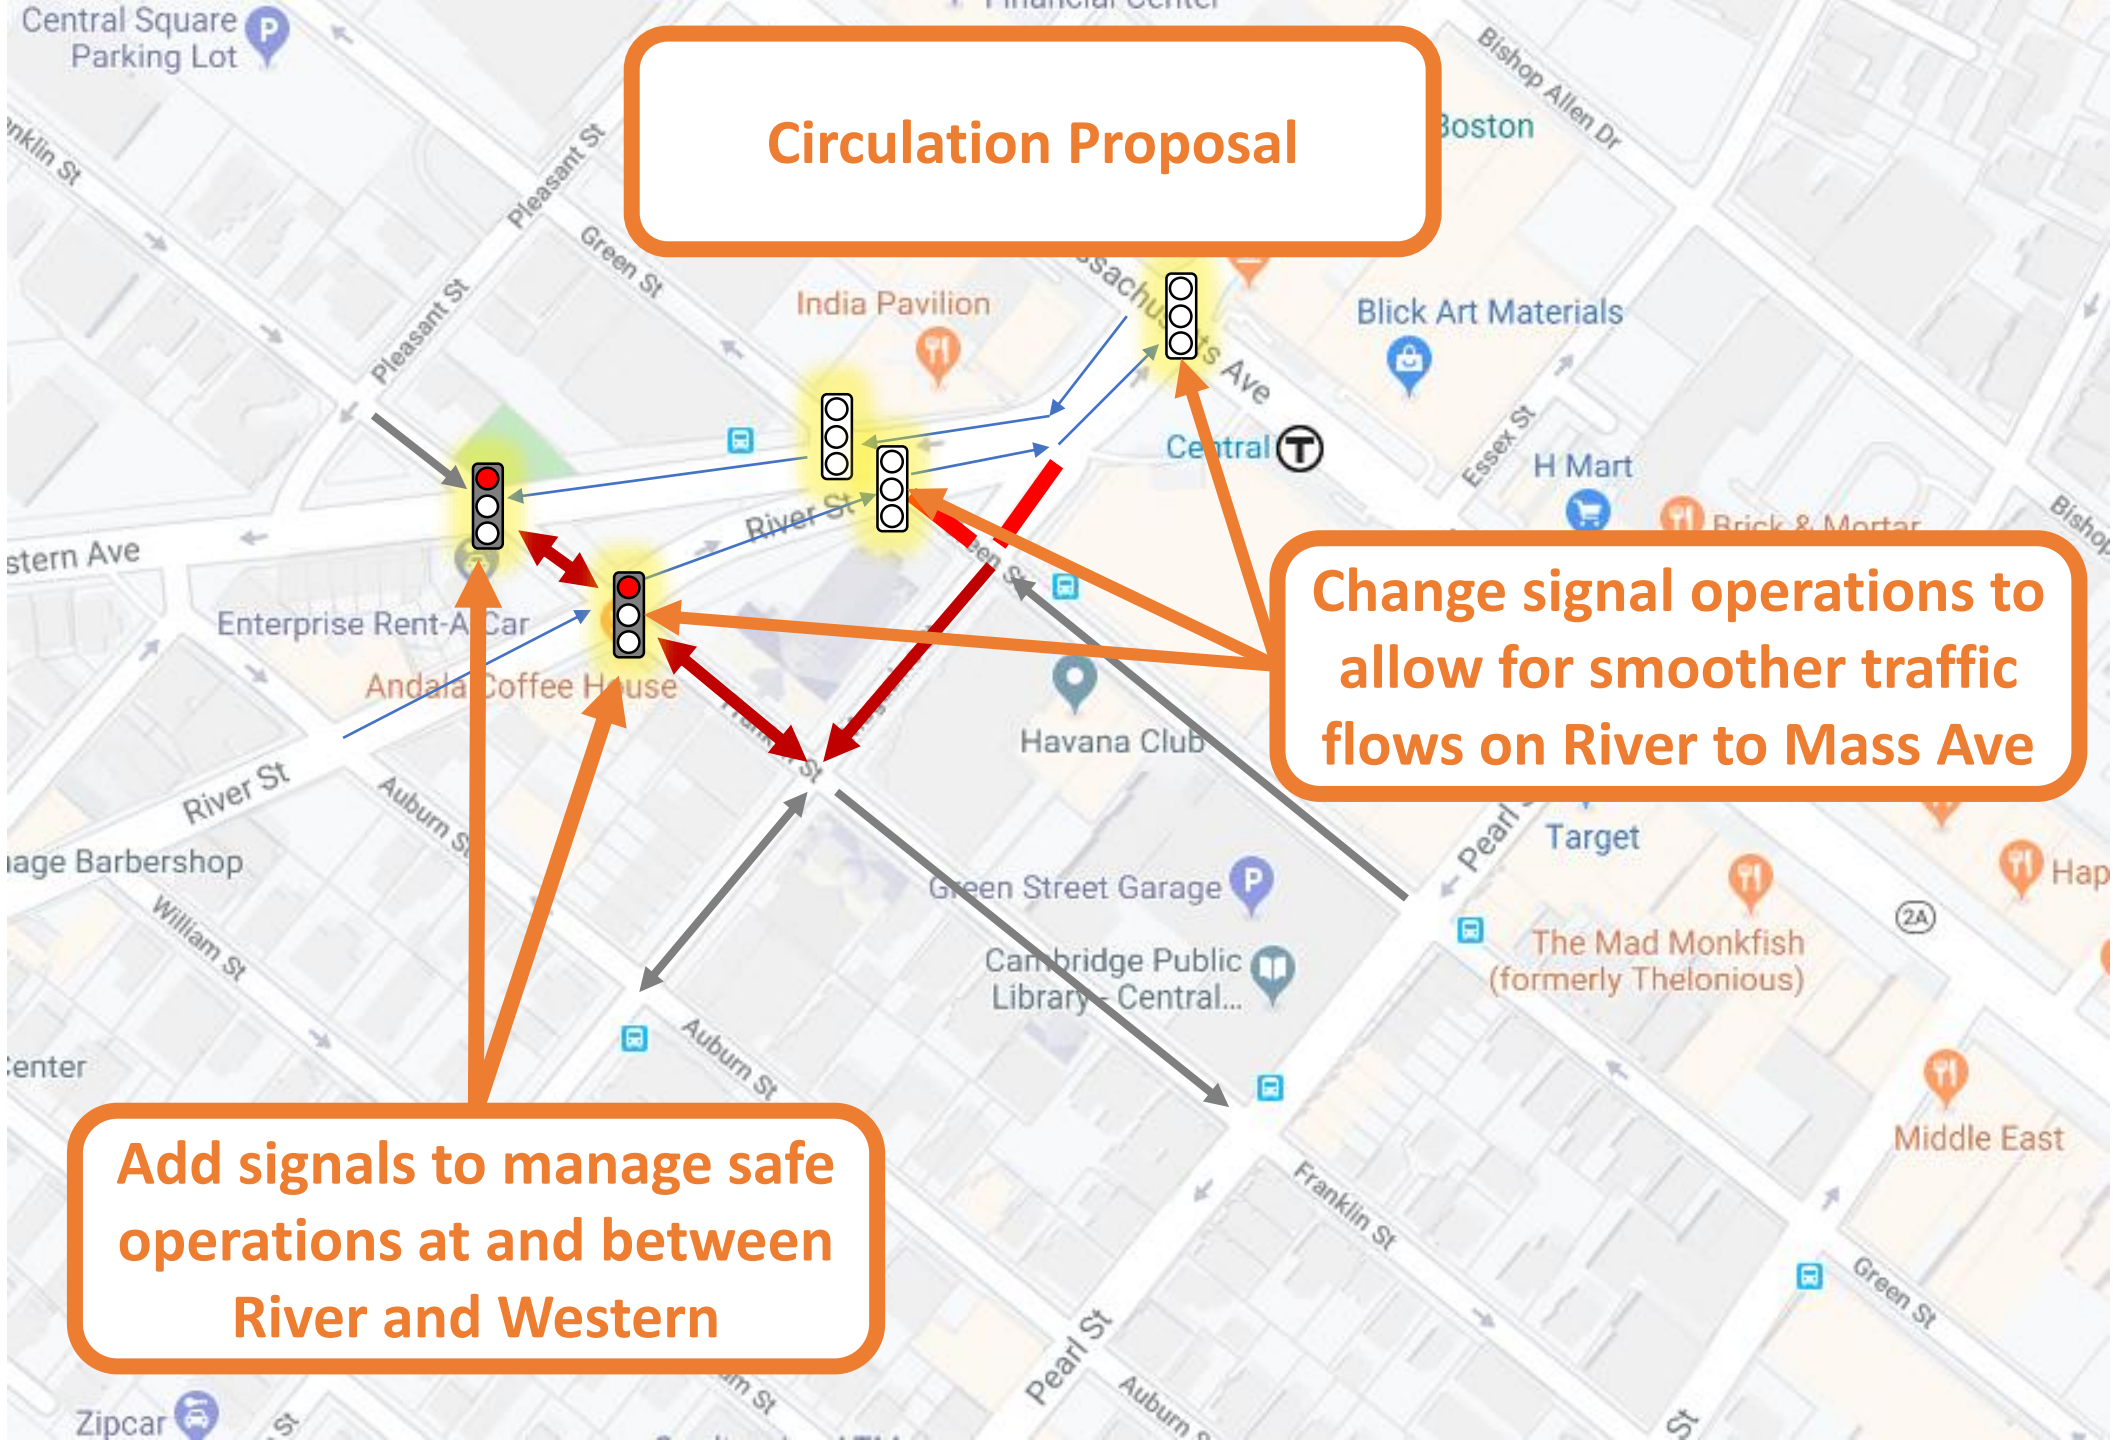 Central Square
Parking Lot
Financial Center
Circulation Proposal
Bishop Allen Dr
Boston
Pleasant St
Green St
India Pavilion
Blick Art Materials
Pleasant St
Ave
Central
T
Essex St
H Mart
Brick & Mortar
River St
Enterprise Rent-A-Car
Andala Coffee House
Change signal operations to
allow for smoother traffic
flows on River to Mass Ave
Havana Club
River St
Auburn St
Pearl
Target
Green Street Garage
P
Cambridge Public
Library - Central...
The Mad Monkfish
(formerly Thelonious)
2A
William St
Auburn St
Middle East
Add signals to manage safe
operations at and between
River and Western
Franklin St
Green St
Pearl St
Auburn
Zipcar